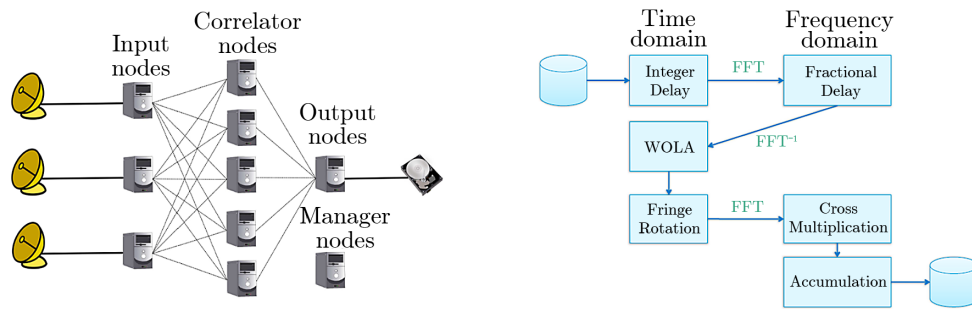 Input
nodes
Correlator
nodes
Output
nodes
Manager
nodes
Time
domain
Frequency
domain
Integer
Delay
FFT
Fractional
Delay
FFT⁻¹
WOLA
Fringe
Rotation
FFT
Cross
Multiplication
Accumulation